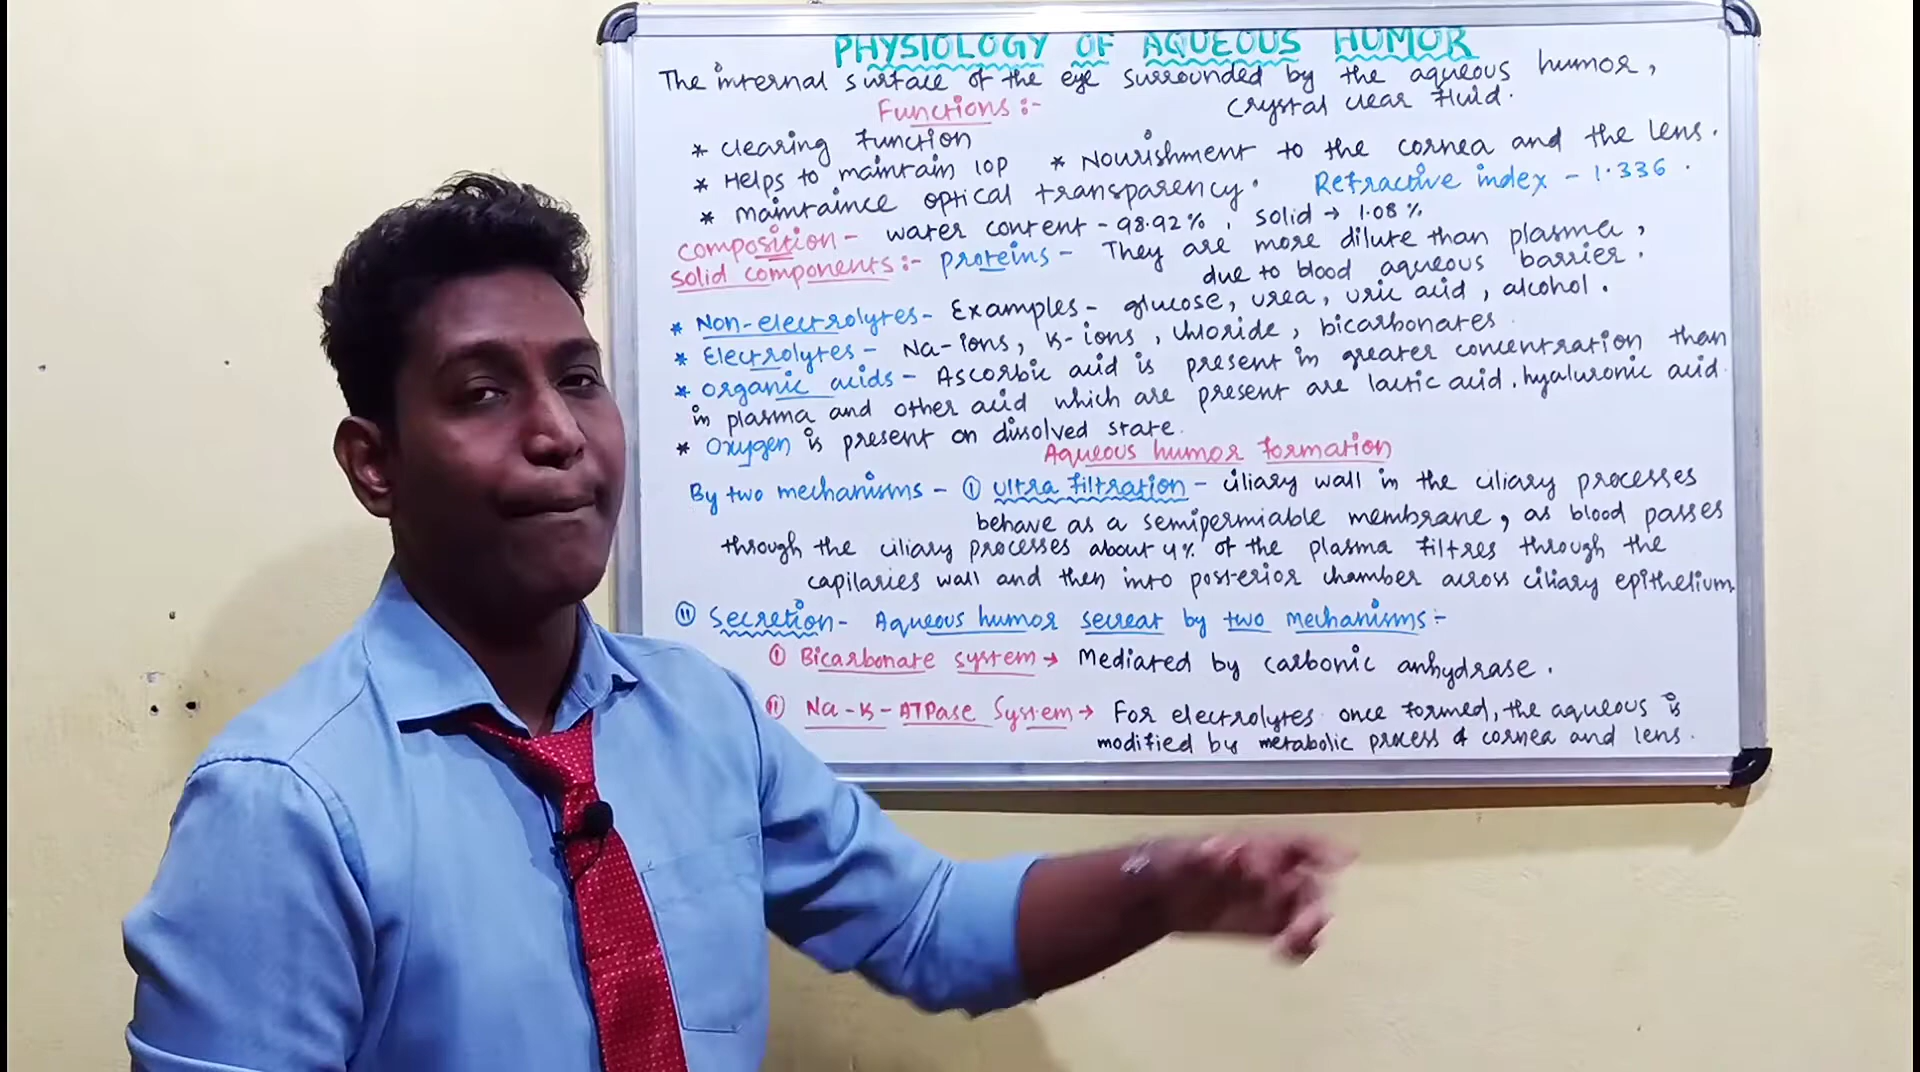 PHYSIOLOGY OF AQUEOUS HUMOR
The internal surface of the eye surrounded by the aqueous humor,
crystal clear fluid.
Functions :-
* clearing function
* Helps to maintain IOP * Nourishment to the cornea and the lens.
* maintaince optical transparency. Refractive index - 1.336 .
composition - water content - 98.92% , solid → 1.08 %
solid components :- proteins - They are more dilute than plasma ,
due to blood aqueous barrier .
* Non-electrolytes - Examples - glucose, urea, uric acid , alcohol .
* Electrolytes - Na-ions, K-ions , chloride, bicarbonates
* organic acids - Ascorbic acid is present in greater concentration than
in plasma and other acid which are present are lactic acid, hyaluronic acid.
* Oxygen is present on dissolved state.
Aqueous humor formation
By two mechanisms - (I) Ultra filtration - ciliary wall in the ciliary processes
behave as a semipermiable membrane, as blood passes
through the ciliary processes about 4% of the plasma filtres through the
capilaries wall and then into posterior chamber across ciliary epithelium.
(II) Secretion - Aqueous humor secreat by two mechanisms :-
(I) Bicarbonate system → Mediated by carbonic anhydrase .
(II) Na-K-ATPase System → For electrolytes once formed, the aqueous is
modified by metabolic process of cornea and lens .